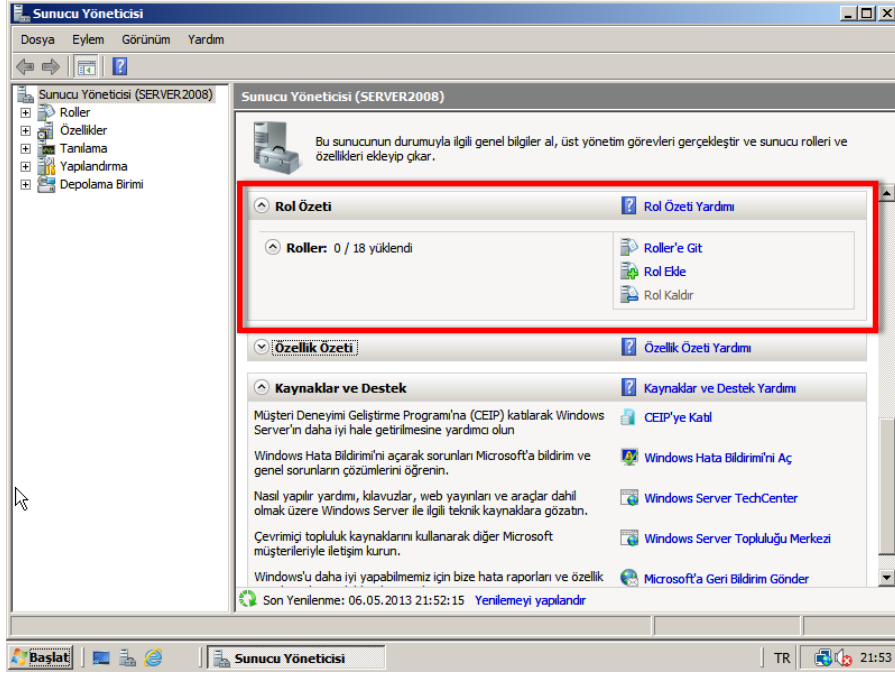 Sunucu Yöneticisi
Dosya Eylem Görünüm Yardım
Sunucu Yöneticisi (SERVER2008)
Roller
Özellikler
Tanılama
Yapılandırma
Depolama Birimi
Sunucu Yöneticisi (SERVER2008)
Bu sunucunun durumuyla ilgili genel bilgiler al, üst yönetim görevleri gerçekleştir ve sunucu rolleri ve
özellikleri ekleyip çıkar.
Rol Özeti
Rol Özeti Yardımı
Roller: 0 / 18 yüklendi
Roller'e Git
Rol Ekle
Rol Kaldır
Özellik Özeti
Özellik Özeti Yardımı
Kaynaklar ve Destek
Kaynaklar ve Destek Yardımı
Müşteri Deneyimi Geliştirme Programı'na (CEIP) katılarak Windows
Server'ın daha iyi hale getirilmesine yardımcı olun
CEIP'ye Katıl
Windows Hata Bildirimi'ni açarak sorunları Microsoft'a bildirim ve
genel sorunların çözümlerini öğrenin.
Windows Hata Bildirimi'ni Aç
Nasıl yapılır yardımı, kılavuzlar, web yayınları ve araçlar dahil
olmak üzere Windows Server ile ilgili teknik kaynaklara gözatın.
Windows Server TechCenter
Çevrimiçi topluluk kaynaklarını kullanarak diğer Microsoft
müşterileriyle iletişim kurun.
Windows Server Topluluğu Merkezi
Windows'u daha iyi yapabilmemiz için bize hata raporları ve özellik
Microsoft'a Geri Bildirim Gönder
Son Yenilenme: 06.05.2013 21:52:15 Yenilemeyi yapılandır
Başlat
Sunucu Yöneticisi
TR
21:53